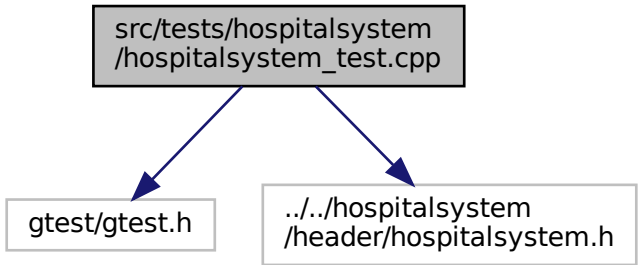 src/tests/hospitalsystem
/hospitalsystem_test.cpp
gtest/gtest.h
../../hospitalsystem
/header/hospitalsystem.h